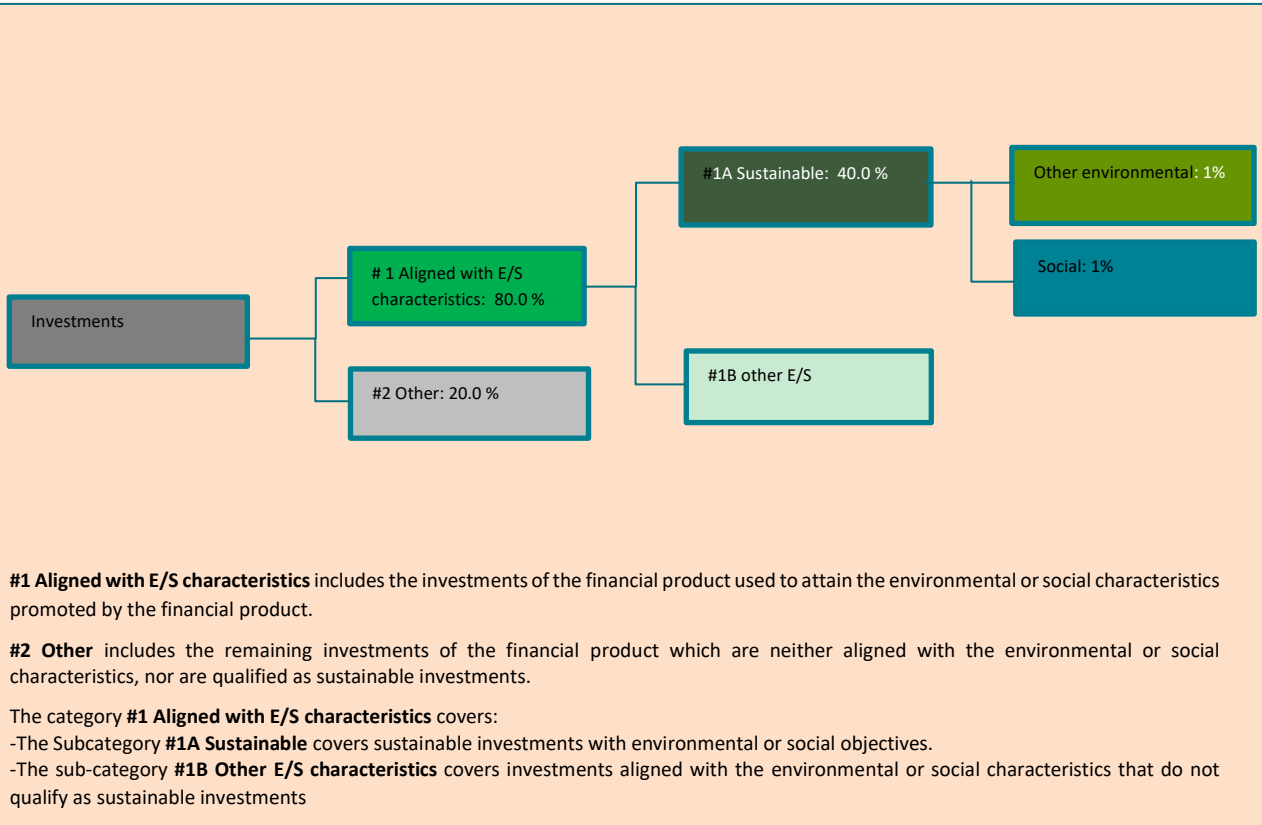 #1A Sustainable: 40.0 %
Other environmental: 1%
Social: 1%
# 1 Aligned with E/S
characteristics: 80.0 %
Investments
#1B other E/S
#2 Other: 20.0 %
#1 Aligned with E/S characteristics includes the investments of the financial product used to attain the environmental or social characteristics
promoted by the financial product.
#2 Other includes the remaining investments of the financial product which are neither aligned with the environmental or social
characteristics, nor are qualified as sustainable investments.
The category #1 Aligned with E/S characteristics covers:
-The Subcategory #1A Sustainable covers sustainable investments with environmental or social objectives.
-The sub-category #1B Other E/S characteristics covers investments aligned with the environmental or social characteristics that do not
qualify as sustainable investments